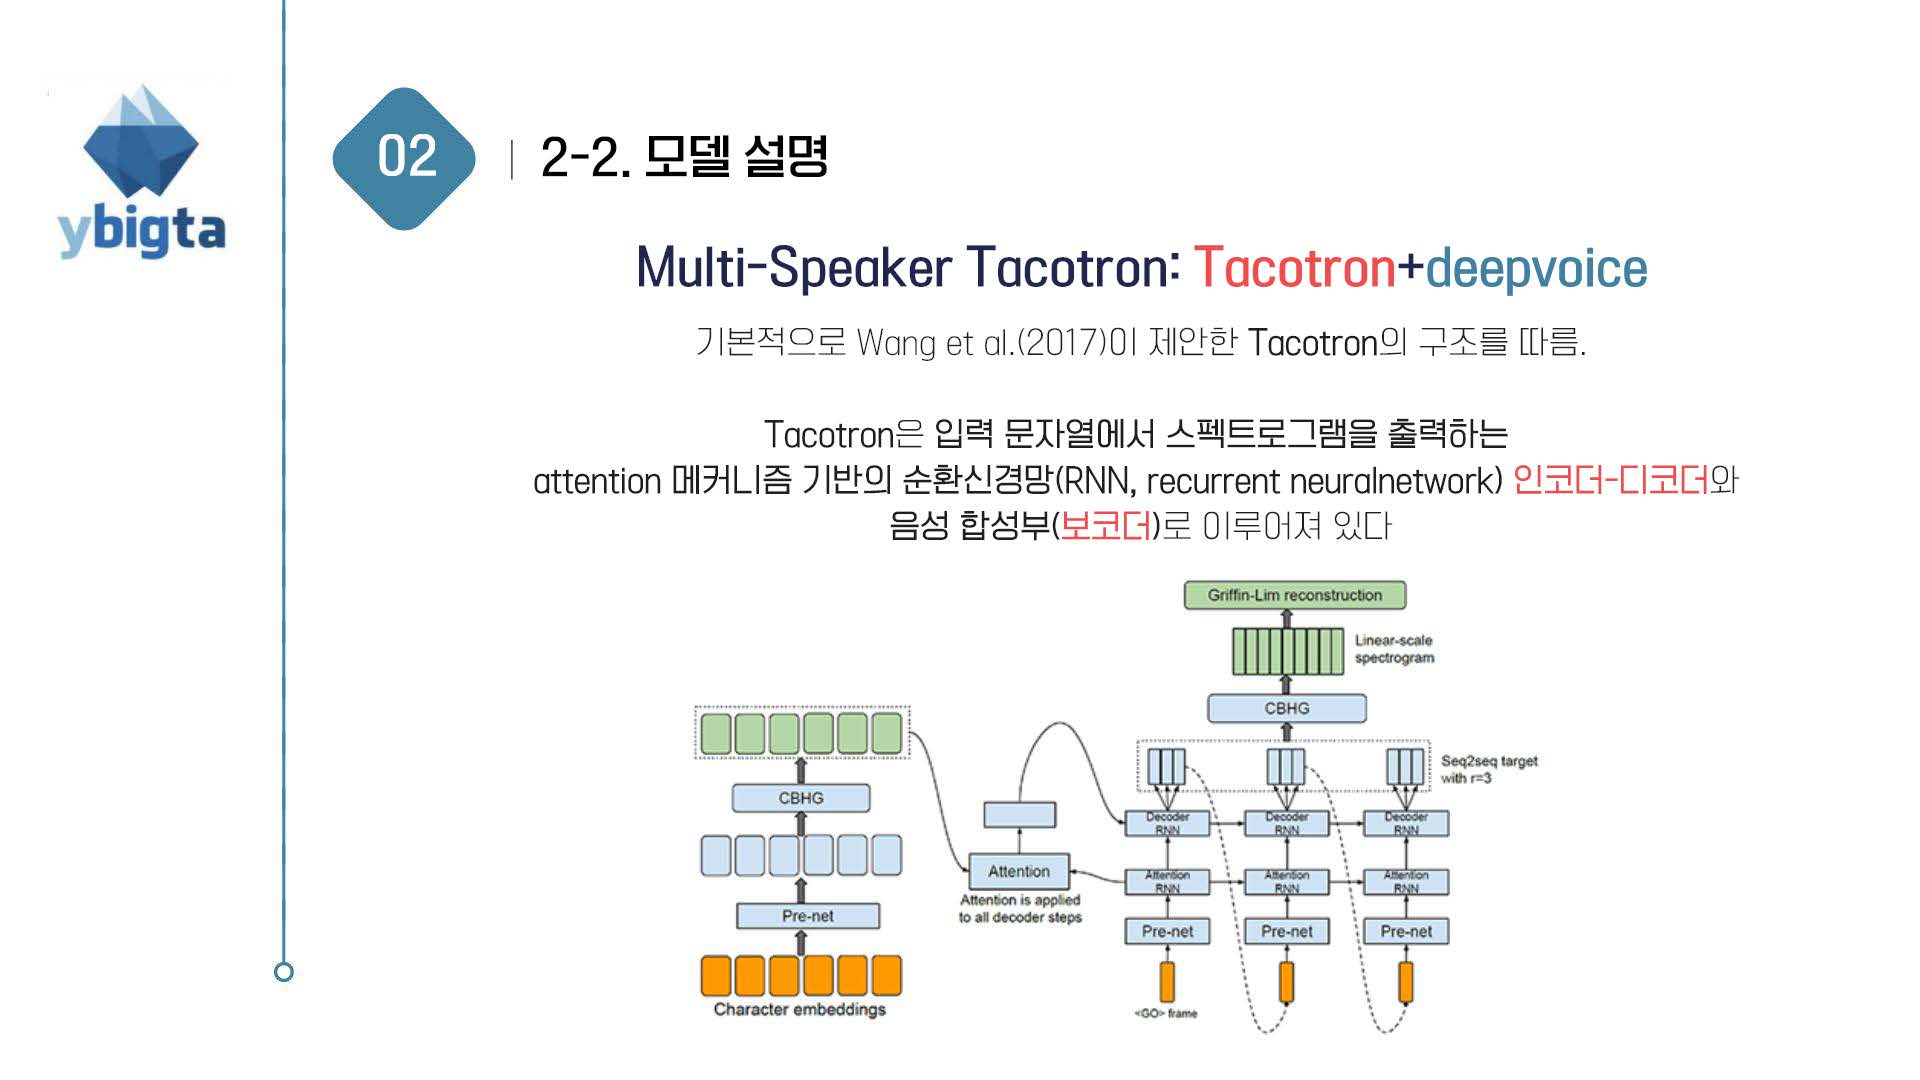 ybigta
02
2-2. 모델 설명
Multi-Speaker Tacotron: Tacotron+deepvoice
기본적으로 Wang et al.(2017)이 제안한 Tacotron의 구조를 따름.
Tacotron은 입력 문자열에서 스펙트로그램을 출력하는
attention 메커니즘 기반의 순환신경망(RNN, recurrent neuralnetwork) 인코더-디코더와
음성 합성부(보코더)로 이루어져 있다
Griffin-Lim reconstruction
Linear-scale
spectrogram
CBHG
Seq2seq target
with r=3
CBHG
Decoder
RNN
Decoder
RNN
Decoder
RNN
Attention
Attention is applied
to all decoder steps
Attention
RNN
Attention
RNN
Attention
RNN
Pre-net
Pre-net
Pre-net
Pre-net
Character embeddings
<GO> frame